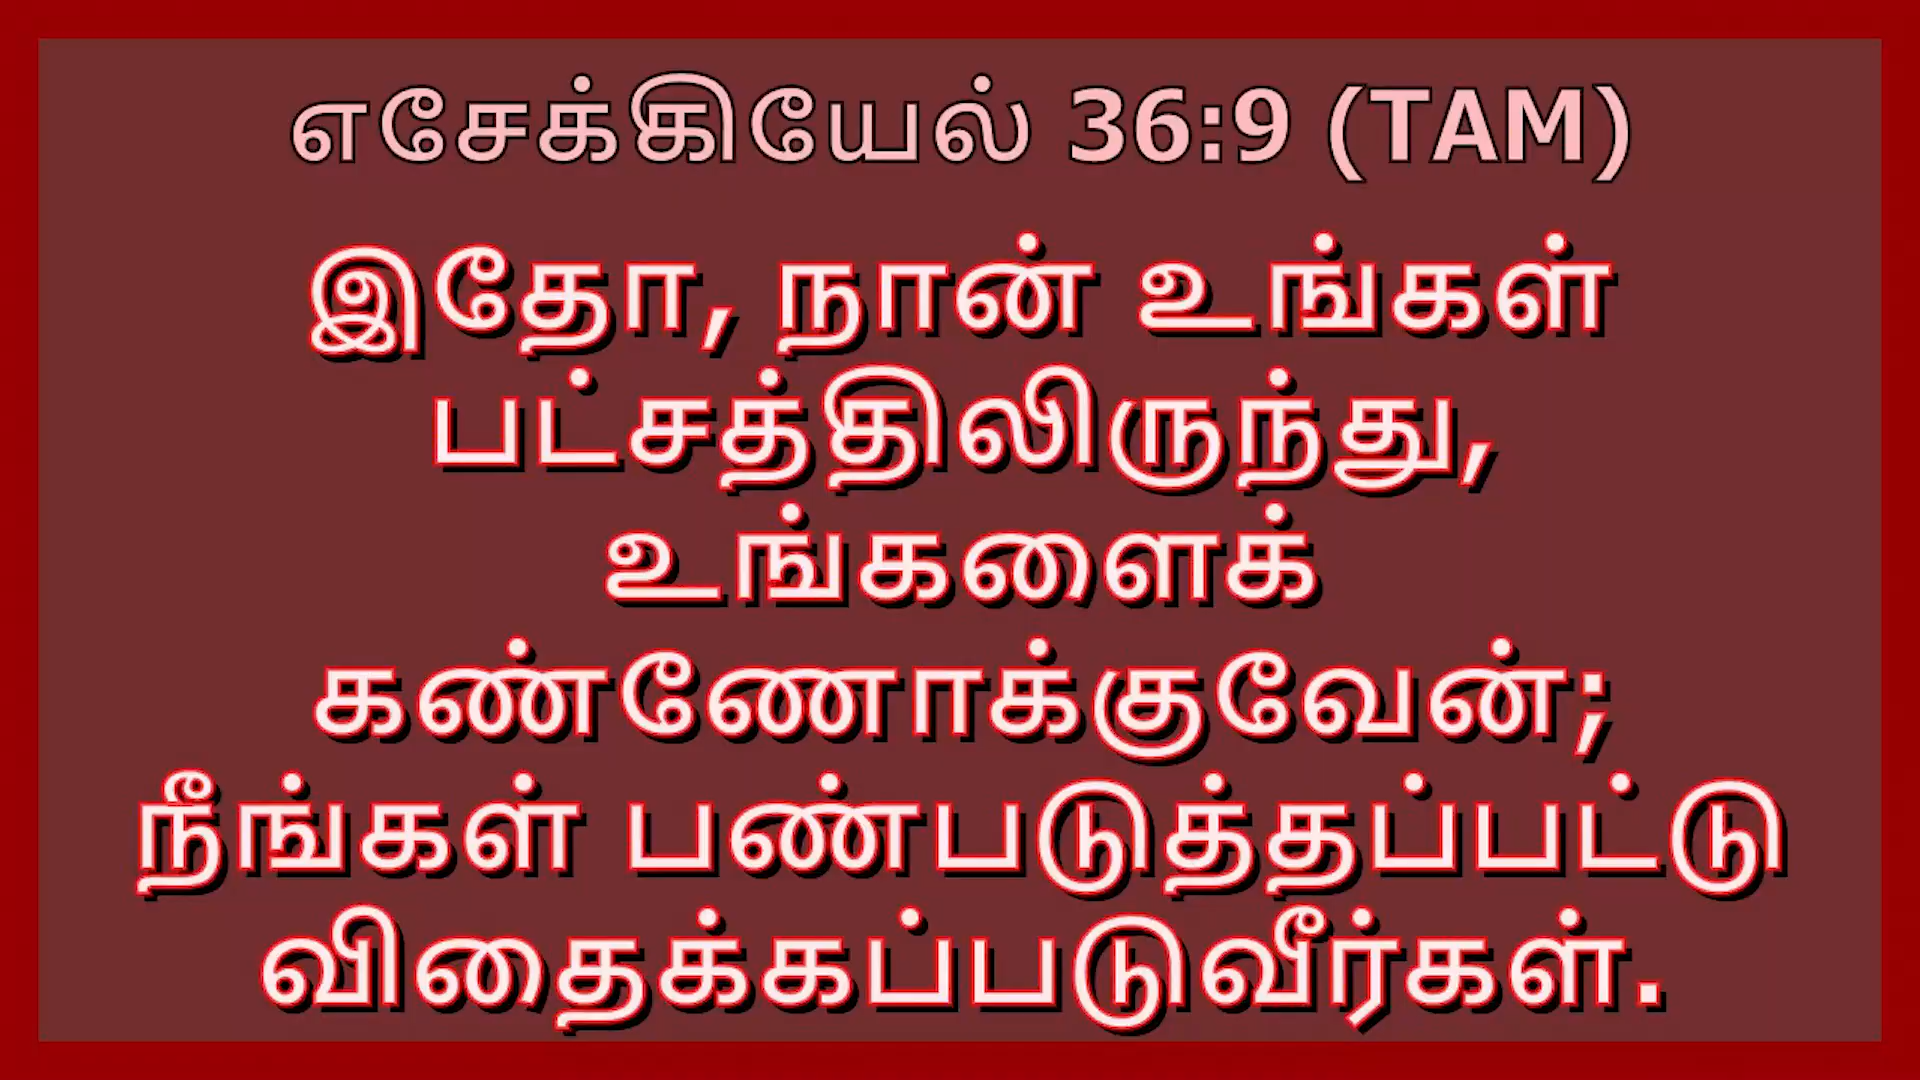 எசேக்கியேல் 36:9 (TAM)
இதோ, நான் உங்கள்
பட்சத்திலிருந்து,
உங்களைக்
கண்ணோக்குவேன்;
நீங்கள் பண்படுத்தப்பட்டு
விதைக்கப்படுவீர்கள்.